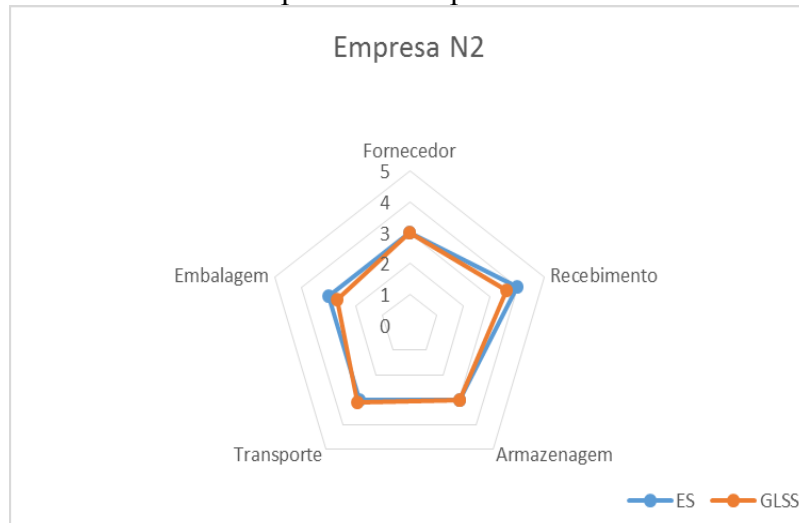 Empresa N2
Fornecedor
5
4
3
2
1
0
Embalagem
Recebimento
Transporte
Armazenagem
ES
GLSS